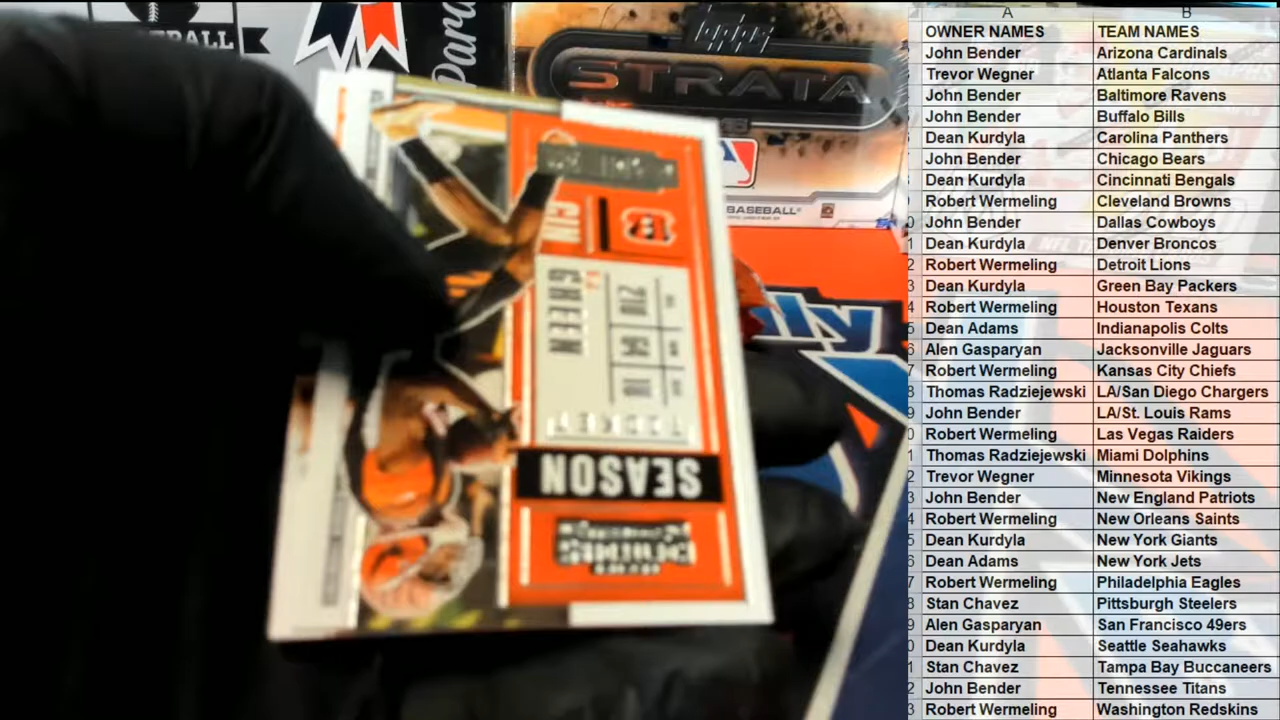 topps
STRATA
BASEBALL
CIN
GREEN
210 6'4 18
TICKET
SEASON
A B
OWNER NAMES TEAM NAMES
John Bender Arizona Cardinals
Trevor Wegner Atlanta Falcons
John Bender Baltimore Ravens
John Bender Buffalo Bills
Dean Kurdyla Carolina Panthers
John Bender Chicago Bears
Dean Kurdyla Cincinnati Bengals
Robert Wermeling Cleveland Browns
John Bender Dallas Cowboys
Dean Kurdyla Denver Broncos
Robert Wermeling Detroit Lions
Dean Kurdyla Green Bay Packers
Robert Wermeling Houston Texans
Dean Adams Indianapolis Colts
Alen Gasparyan Jacksonville Jaguars
Robert Wermeling Kansas City Chiefs
Thomas Radziejewski LA/San Diego Chargers
John Bender LA/St. Louis Rams
Robert Wermeling Las Vegas Raiders
Thomas Radziejewski Miami Dolphins
Trevor Wegner Minnesota Vikings
John Bender New England Patriots
Robert Wermeling New Orleans Saints
Dean Kurdyla New York Giants
Dean Adams New York Jets
Robert Wermeling Philadelphia Eagles
Stan Chavez Pittsburgh Steelers
Alen Gasparyan San Francisco 49ers
Dean Kurdyla Seattle Seahawks
Stan Chavez Tampa Bay Buccaneers
John Bender Tennessee Titans
Robert Wermeling Washington Redskins